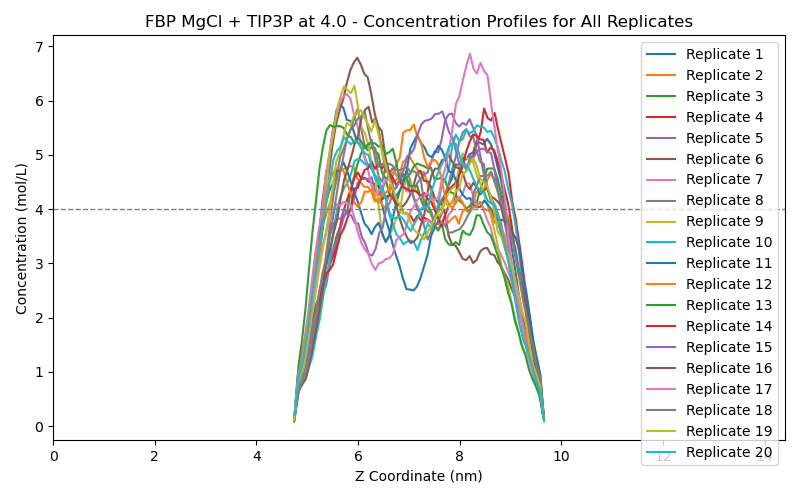 FBP MgCl + TIP3P at 4.0 - Concentration Profiles for All Replicates
Concentration (mol/L)
7
6
5
4
3
2
1
0
0
2
4
6
8
10
12
14
Z Coordinate (nm)
Replicate 1
Replicate 2
Replicate 3
Replicate 4
Replicate 5
Replicate 6
Replicate 7
Replicate 8
Replicate 9
Replicate 10
Replicate 11
Replicate 12
Replicate 13
Replicate 14
Replicate 15
Replicate 16
Replicate 17
Replicate 18
Replicate 19
Replicate 20